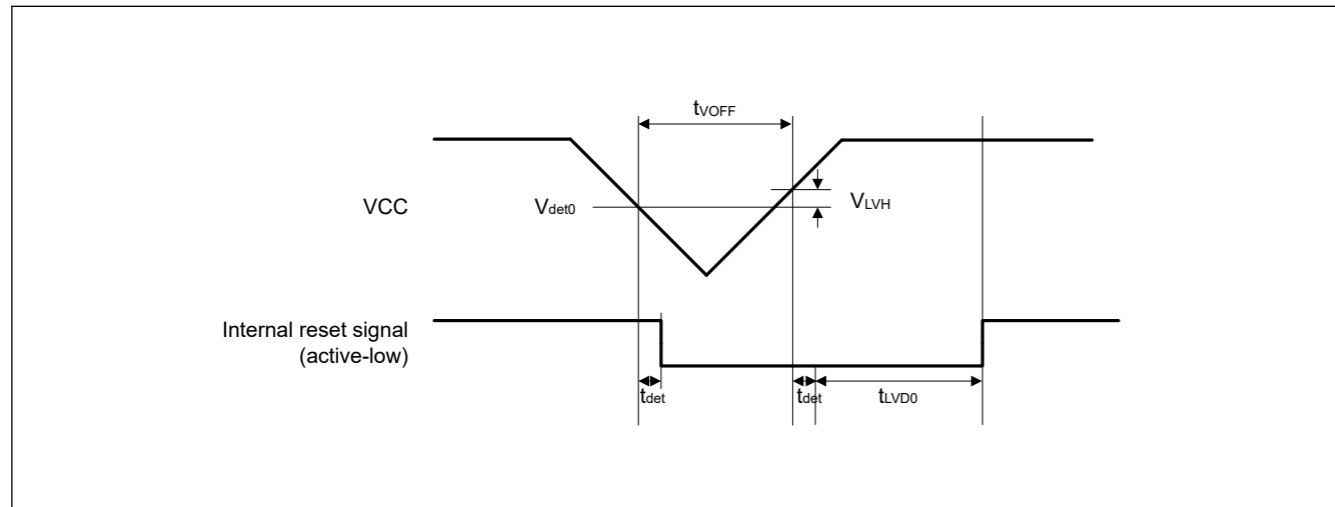 tVOFF
VCC
Vdet0
VLVH
Internal reset signal
(active-low)
tdet
tdet
tLVD0